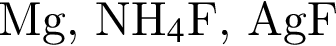 Mg, NH₄F, AgF